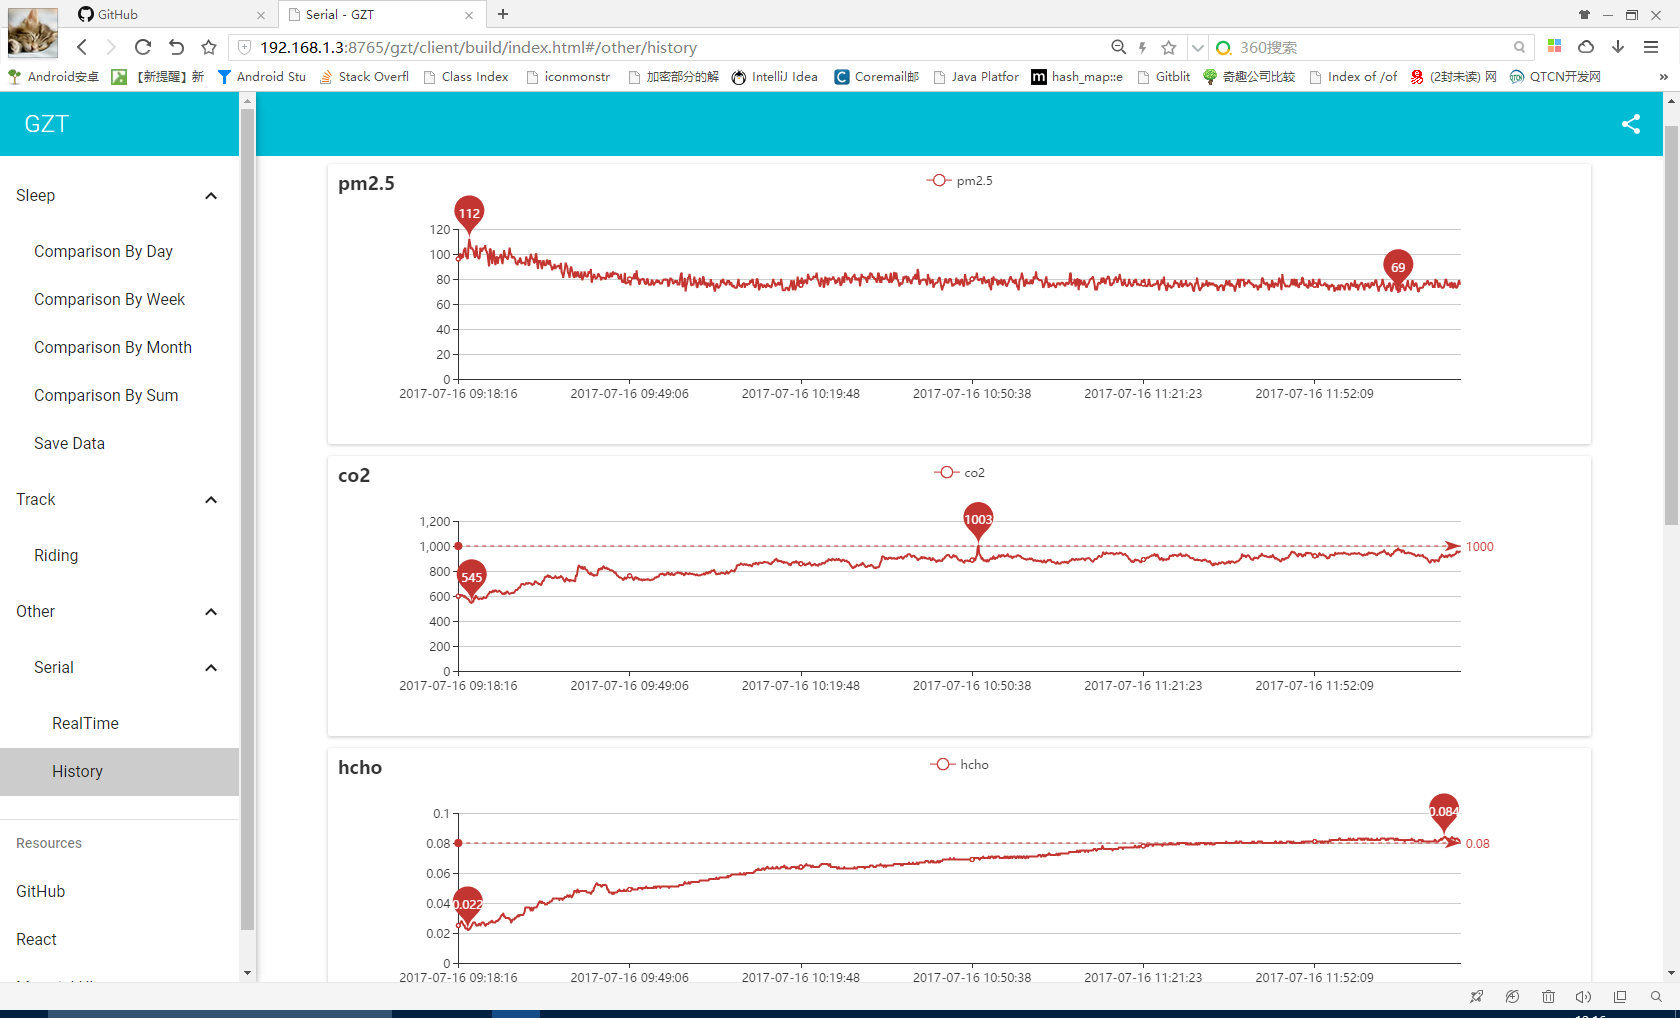 GitHub
Serial - GZT
192.168.1.3:8765/gzt/client/build/index.html#/other/history
360搜索
Android安卓
【新提醒】新
Android Stu
Stack Overfl
Class Index
iconmonstr
加密部分的解
IntelliJ Idea
Coremail邮
Java Platfor
hash_map::e
Gitblit
奇趣公司比较
Index of /of
(2封未读) 网
QTCN开发网
GZT
Sleep
Comparison By Day
Comparison By Week
Comparison By Month
Comparison By Sum
Save Data
Track
Riding
Other
Serial
RealTime
History
Resources
GitHub
React
pm2.5
pm2.5
112
69
120
100
80
60
40
20
0
2017-07-16 09:18:16
2017-07-16 09:49:06
2017-07-16 10:19:48
2017-07-16 10:50:38
2017-07-16 11:21:23
2017-07-16 11:52:09
co2
co2
1003
545
1000
1,200
1,000
800
600
400
200
0
2017-07-16 09:18:16
2017-07-16 09:49:06
2017-07-16 10:19:48
2017-07-16 10:50:38
2017-07-16 11:21:23
2017-07-16 11:52:09
hcho
hcho
0.084
0.022
0.08
0.1
0.08
0.06
0.04
0.02
0
2017-07-16 09:18:16
2017-07-16 09:49:06
2017-07-16 10:19:48
2017-07-16 10:50:38
2017-07-16 11:21:23
2017-07-16 11:52:09